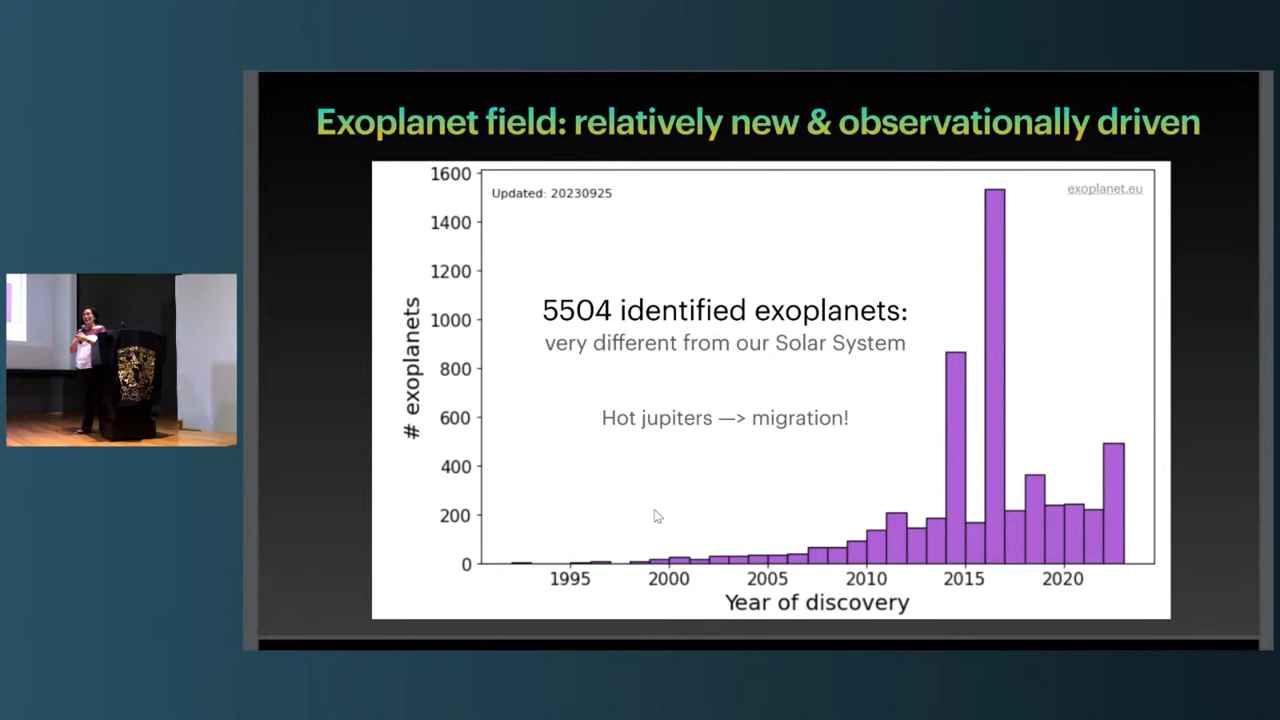 Exoplanet field: relatively new & observationally driven
1600
1400
1200
1000
800
600
400
200
0
# exoplanets
Updated: 20230925
exoplanet.eu
5504 identified exoplanets:
very different from our Solar System
Hot jupiters —> migration!
1995 2000 2005 2010 2015 2020
Year of discovery